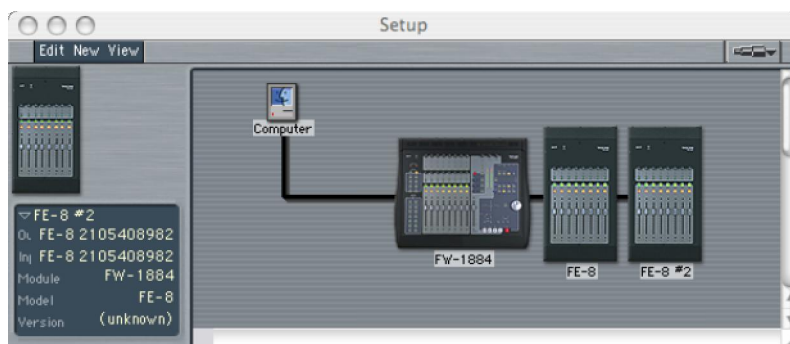 Setup
Edit New View
Computer
FW-1884
FE-8
FE-8 #2
FE-8 #2
Ou FE-8 2105408982
Inp FE-8 2105408982
Module FW-1884
Model FE-8
Version (unknown)